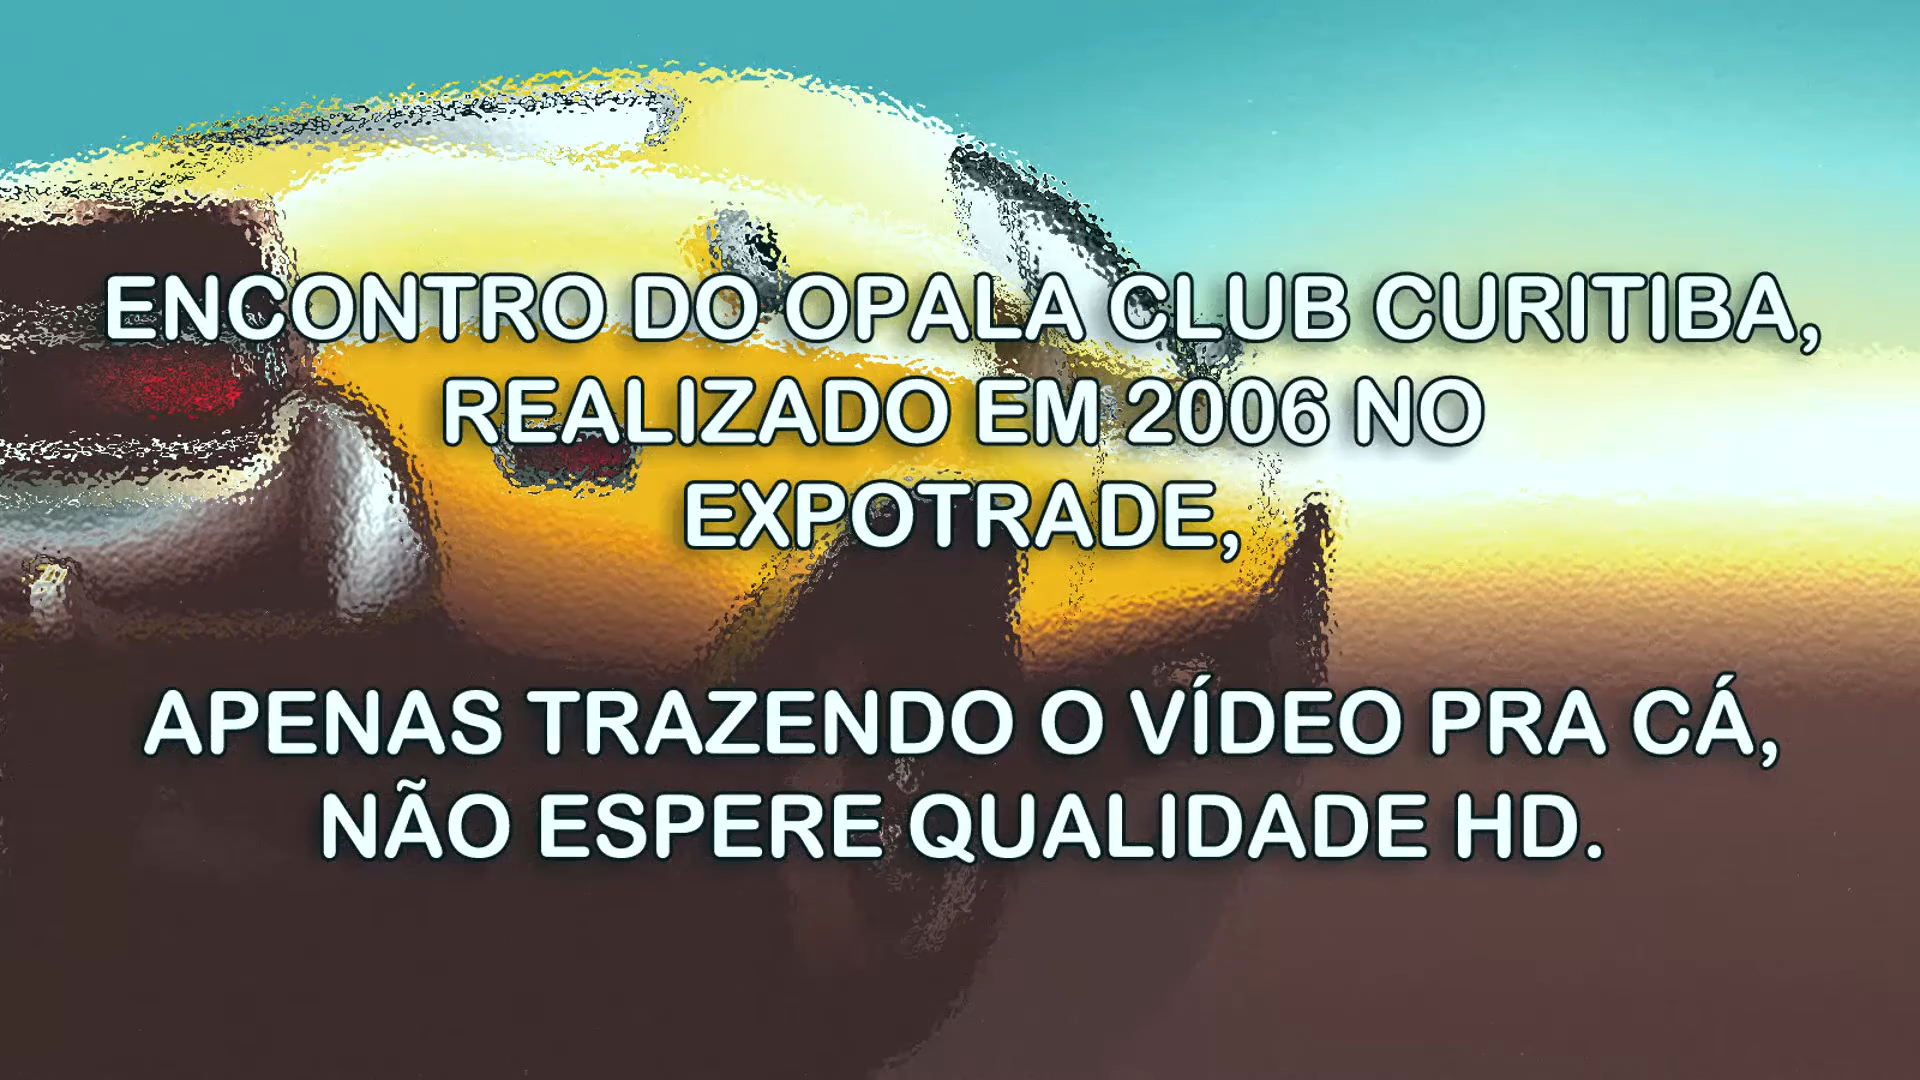 ENCONTRO DO OPALA CLUB CURITIBA,
REALIZADO EM 2006 NO
EXPOTRADE,
APENAS TRAZENDO O VÍDEO PRA CÁ,
NÃO ESPERE QUALIDADE HD.